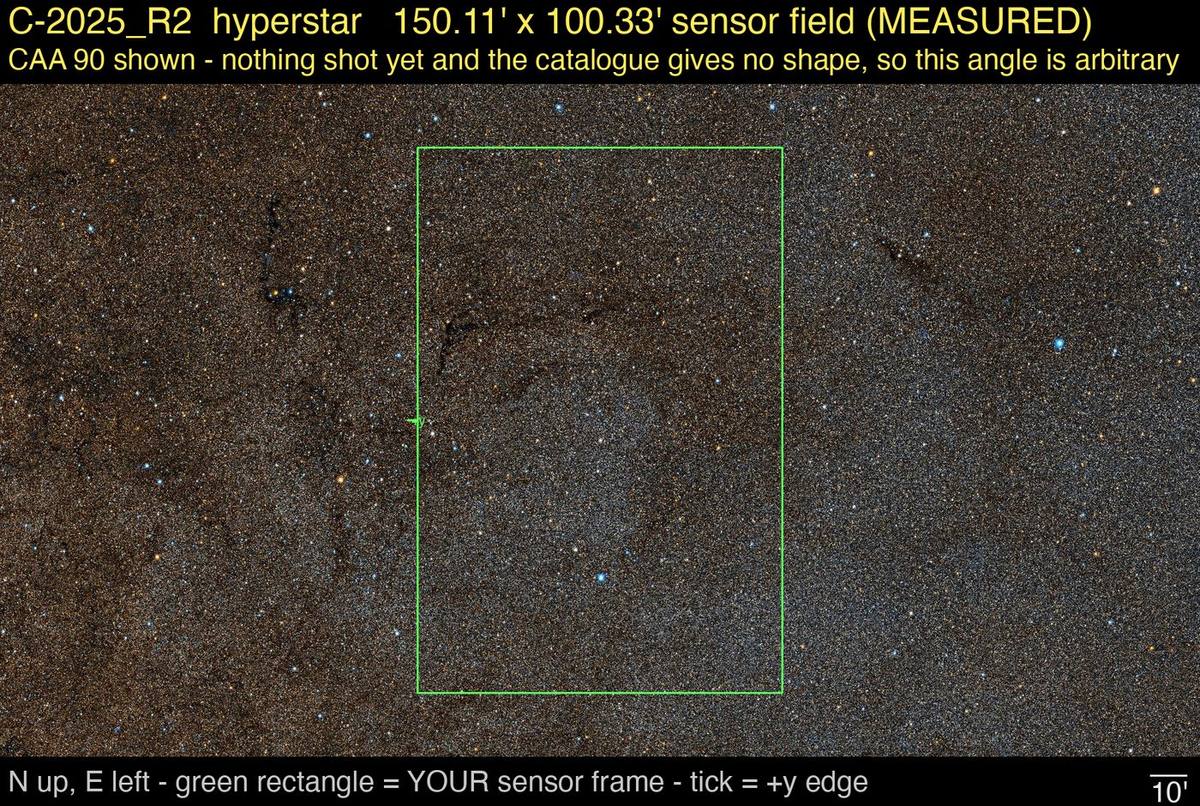 C-2025_R2 hyperstar 150.11' x 100.33' sensor field (MEASURED)
CAA 90 shown - nothing shot yet and the catalogue gives no shape, so this angle is arbitrary
+y
N up, E left - green rectangle = YOUR sensor frame - tick = +y edge
10'